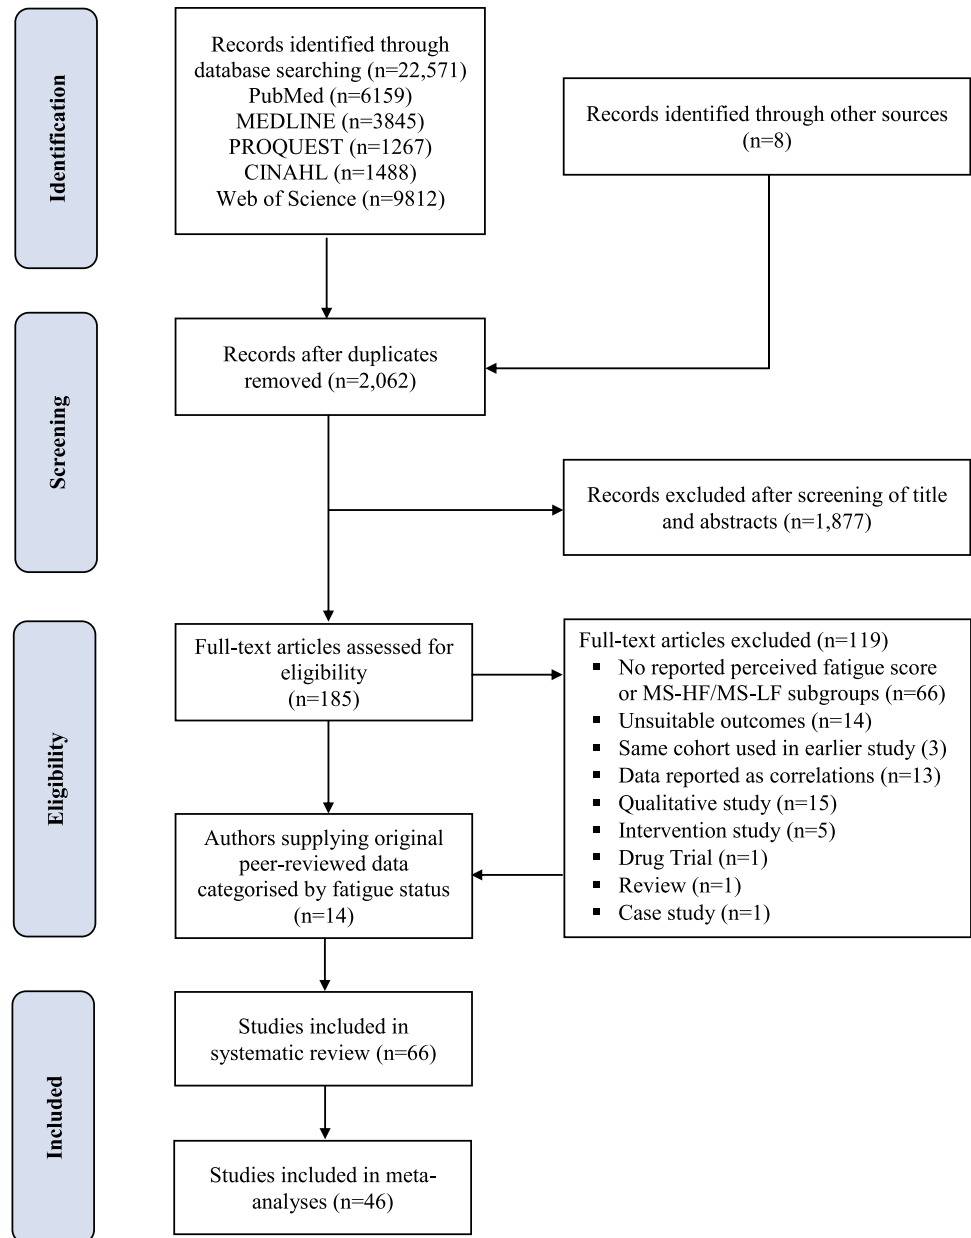 Identification
Records identified through
database searching (n=22,571)
PubMed (n=6159)
MEDLINE (n=3845)
PROQUEST (n=1267)
CINAHL (n=1488)
Web of Science (n=9812)
Records identified through other sources
(n=8)
Screening
Records after duplicates
removed (n=2,062)
Records excluded after screening of title
and abstracts (n=1,877)
Eligibility
Full-text articles assessed for
eligibility
(n=185)
Full-text articles excluded (n=119)
▪ No reported perceived fatigue score
or MS-HF/MS-LF subgroups (n=66)
▪ Unsuitable outcomes (n=14)
▪ Same cohort used in earlier study (3)
▪ Data reported as correlations (n=13)
▪ Qualitative study (n=15)
▪ Intervention study (n=5)
▪ Drug Trial (n=1)
▪ Review (n=1)
▪ Case study (n=1)
Authors supplying original
peer-reviewed data
categorised by fatigue status
(n=14)
Included
Studies included in
systematic review (n=66)
Studies included in meta-
analyses (n=46)